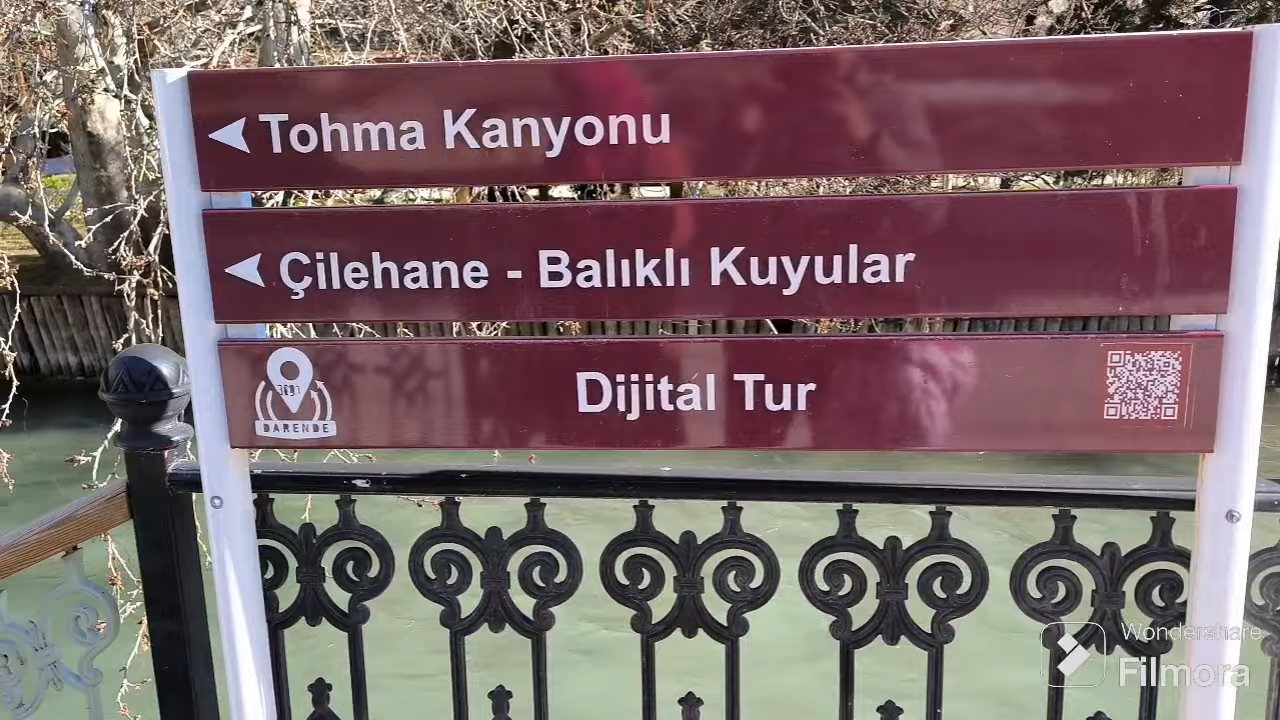 Tohma Kanyonu
Çilehane - Balıklı Kuyular
Dijital Tur
DARENDE
Wondershare
Filmora